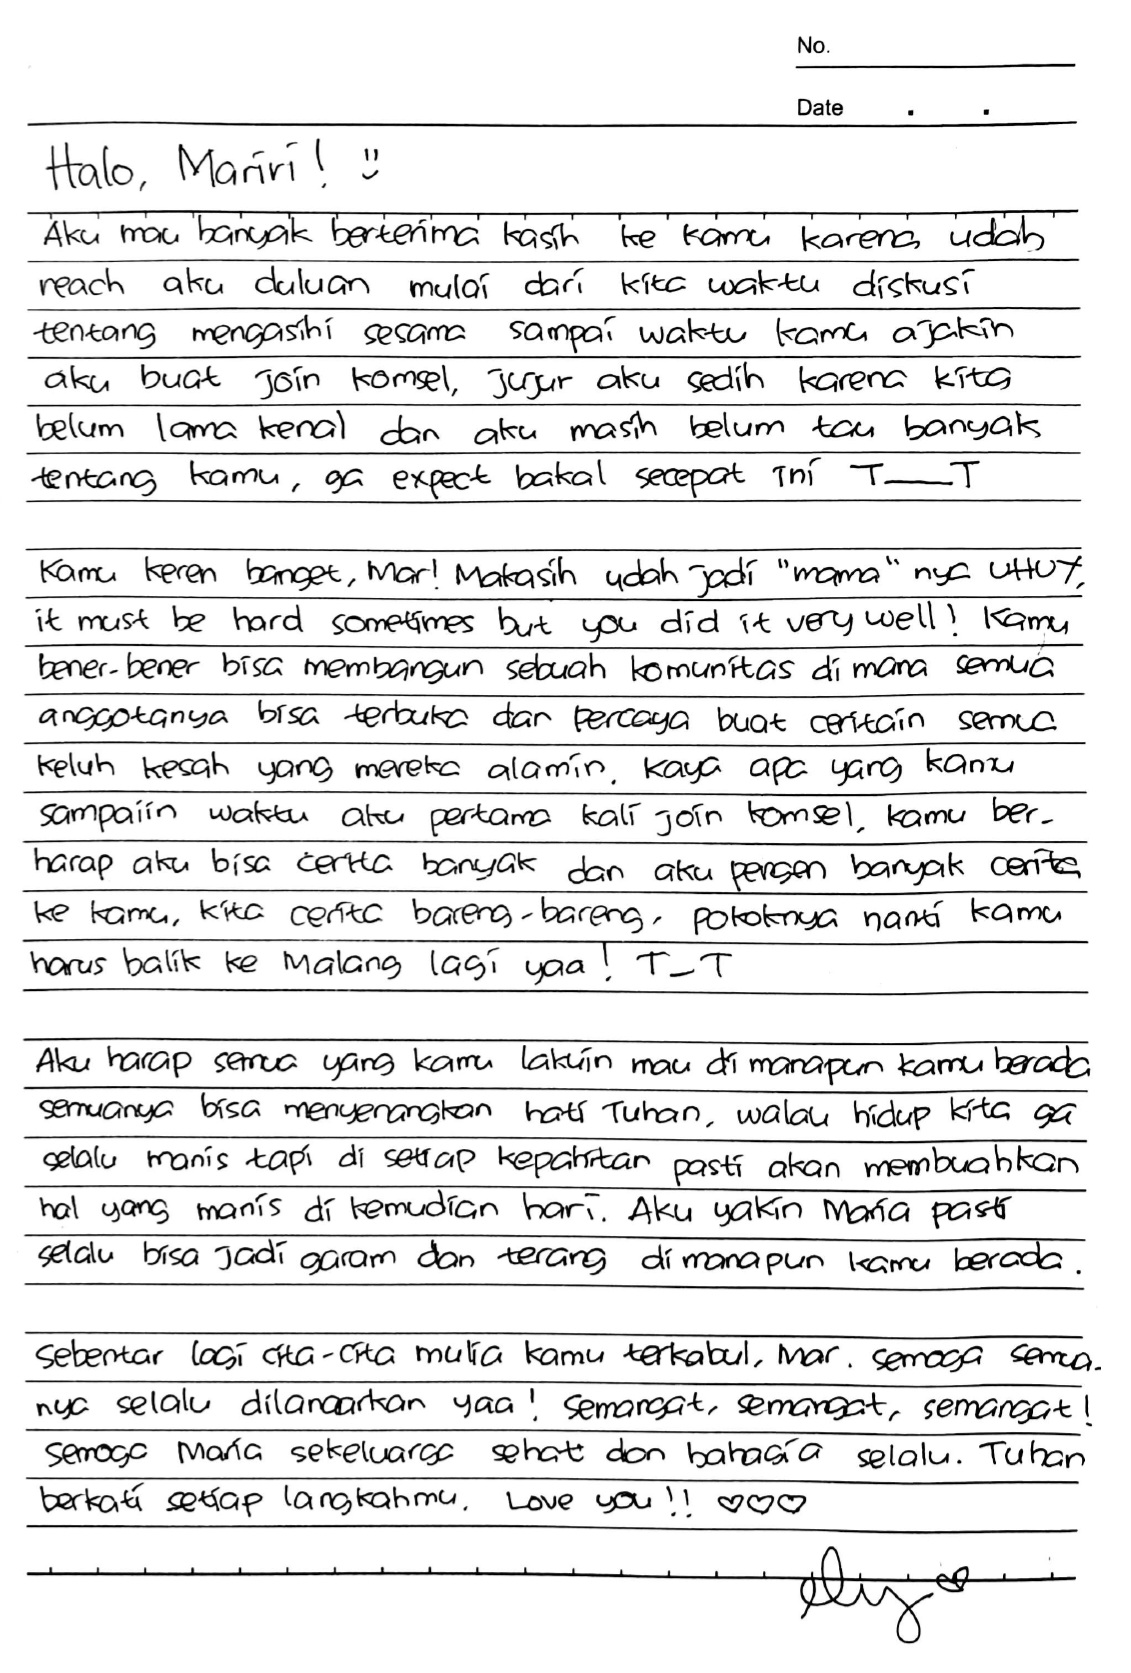 No.
Date . .
Halo, Mariri! :)
Aku mau banyak berterima kasih ke kamu karena udah
reach aku duluan mulai dari kita waktu diskusi
tentang mengasihi sesama sampai waktu kamu ajakin
aku buat join komsel, jujur aku sedih karena kita
belum lama kenal dan aku masih belum tau banyak
tentang kamu, ga expect bakal secepat ini T___T
Kamu keren banget, Mar! Makasih udah jadi "mama" nya UHUY,
it must be hard sometimes but you did it very well! Kamu
bener-bener bisa membangun sebuah komunitas di mana semua
anggotanya bisa terbuka dan percaya buat ceritain semua
keluh kesah yang mereka alamin. Kaya apa yang kamu
sampaiin waktu aku pertama kali join komsel, kamu ber-
harap aku bisa cerita banyak dan aku pengen banyak cerita
ke kamu, kita cerita bareng-bareng, pokoknya nanti kamu
harus balik ke Malang lagi yaa! T_T
Aku harap semua yang kamu lakuin mau di manapun kamu berada
semuanya bisa menyenangkan hati Tuhan, walau hidup kita ga
selalu manis tapi di setiap kepahitan pasti akan membuahkan
hal yang manis di kemudian hari. Aku yakin Maria pasti
selalu bisa jadi garam dan terang di manapun kamu berada.
Sebentar lagi cita-cita mulia kamu terkabul, Mar. semoga semua-
nya selalu dilancarkan yaa! Semangat, semangat, semangat!
Semoga Maria sekeluarga sehat dan bahagia selalu. Tuhan
berkati setiap langkahmu. Love you!! ♡♡♡